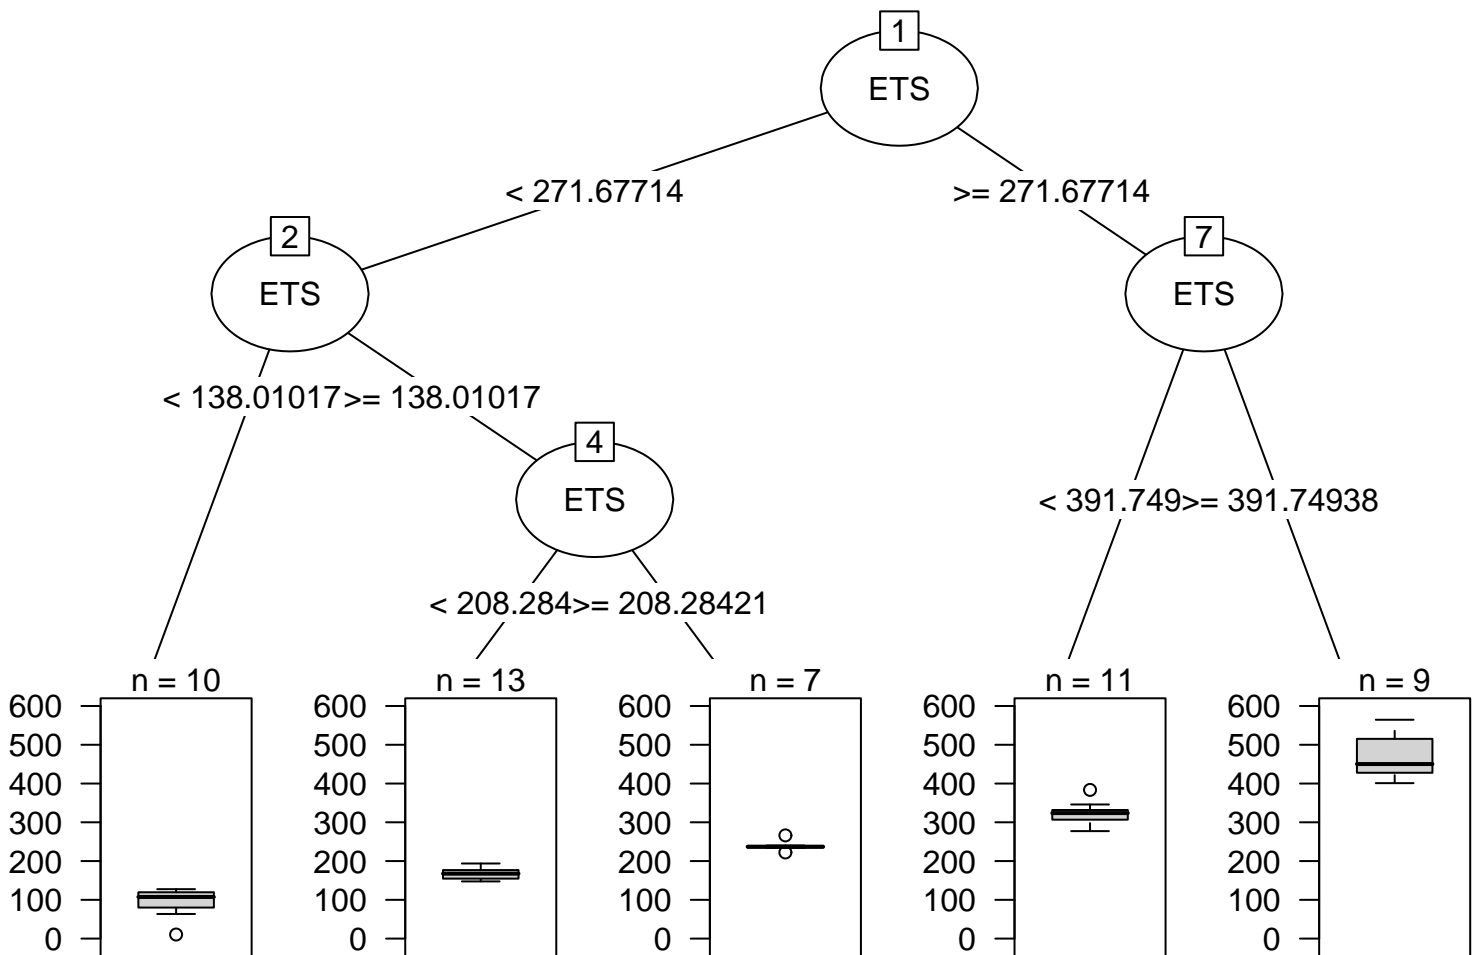 1
ETS
< 271.67714 >= 271.67714
2 7
ETS ETS
< 138.01017 >= 138.01017
4
ETS
< 391.749 >= 391.74938
< 208.284 >= 208.28421
n = 10 n = 13 n = 7 n = 11 n = 9
600 600 600 600 600
500 500 500 500 500
400 400 400 400 400
300 300 300 300 300
200 200 200 200 200
100 100 100 100 100
0 0 0 0 0